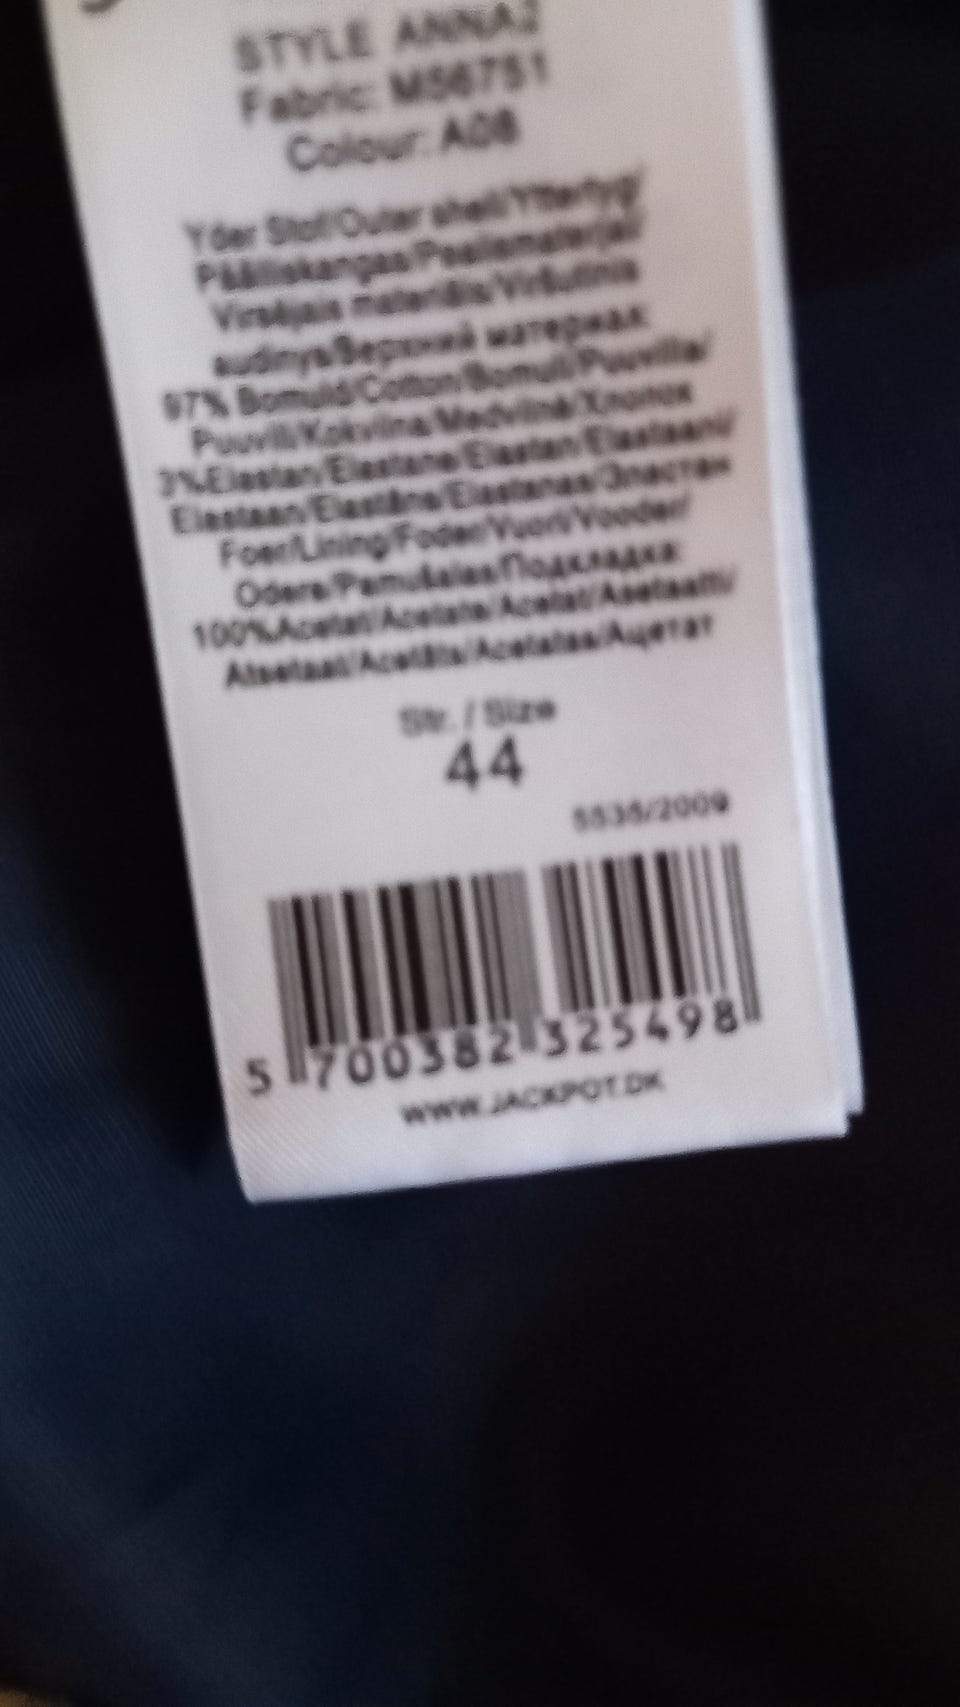 STYLE ANNA2
Fabric: M56751
Colour: A08
Yder Stof/Outer shell/Yttertyg/
Päälliskangas/Pealismaterjal/
Virsējais materiāls/Viršutinis
audinys/Верхний материал:
97% Bomuld/Cotton/Bomull/Puuvilla/
Puuvill/Kokvilna/Medvilnė/Хлопок
3%Elastan/Elastane/Elastan/Elastaani/
Elastaan/Elastāns/Elastanas/Эластан
Foer/Lining/Foder/Vuori/Vooder/
Odere/Pamušalas/Подкладка:
100%Acetat/Acetate/Acetat/Asetaatti/
Atsetaat/Acetāts/Acetatas/Ацетат
Str. / Size
44
5535/2009
5 700382 325498
WWW.JACKPOT.DK